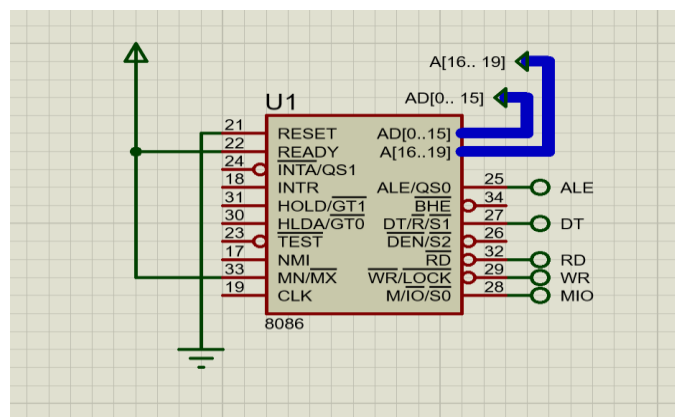 A[16.. 19]
AD[0.. 15]
U1
21 RESET AD[0..15]
22 READY A[16..19]
24 INTA/QS1
18 INTR ALE/QS0 25 ALE
31 HOLD/GT1 BHE 34
30 HLDA/GT0 DT/R/S1 27 DT
23 TEST DEN/S2 26
17 NMI RD 32 RD
33 MN/MX WR/LOCK 29 WR
19 CLK M/IO/S0 28 MIO
8086